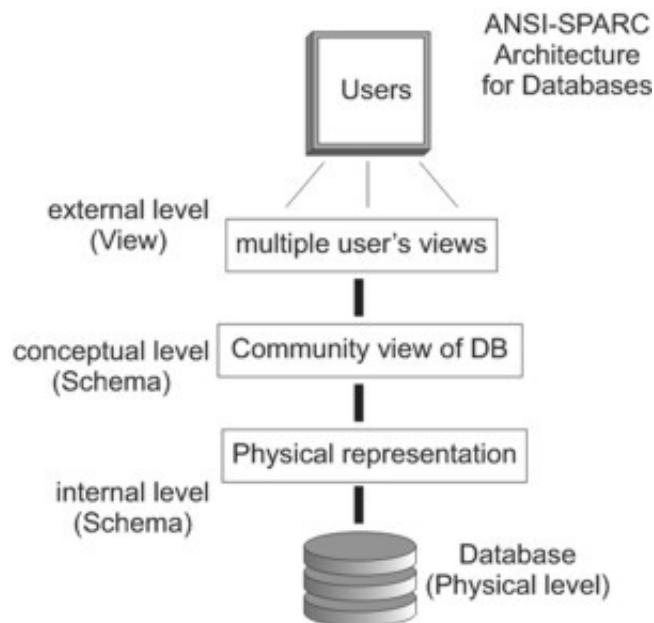 ANSI-SPARC
Architecture
for Databases
Users
external level
(View)
multiple user's views
conceptual level
(Schema)
Community view of DB
Physical representation
internal level
(Schema)
Database
(Physical level)